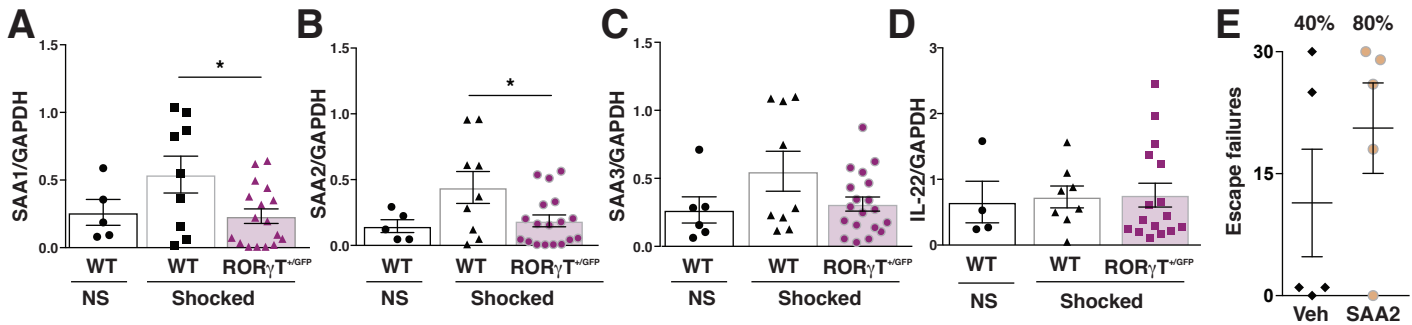 A
SAA1/GAPDH
1.5
1.0
0.5
0.0
*
WT WT RORγT+/GFP
NS Shocked
B
SAA2/GAPDH
1.5
1.0
0.5
0.0
*
WT WT RORγT+/GFP
NS Shocked
C
SAA3/GAPDH
1.5
1.0
0.5
0.0
WT WT RORγT+/GFP
NS Shocked
D
IL-22/GAPDH
3
2
1
0
WT WT RORγT+/GFP
NS Shocked
E
40% 80%
Escape failures
30
15
0
Veh SAA2